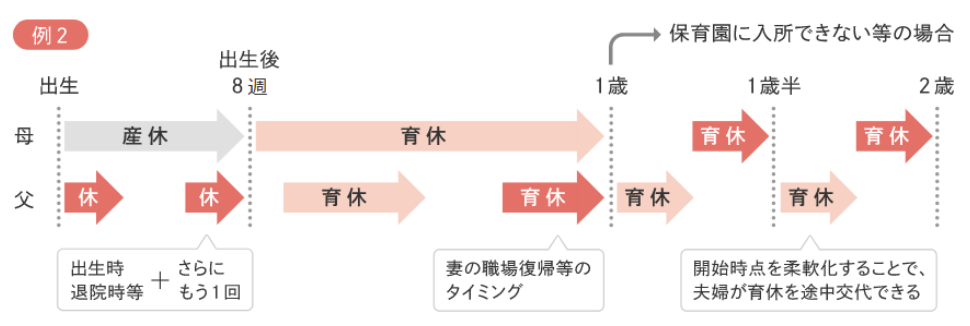 例2
保育園に入所できない等の場合
出生
出生後
8週
1歳
1歳半
2歳
母
産休
育休
育休
育休
父
休
休
育休
育休
育休
育休
出生時
退院時等
+
さらに
もう1回
妻の職場復帰等の
タイミング
開始時点を柔軟化することで、
夫婦が育休を途中交代できる